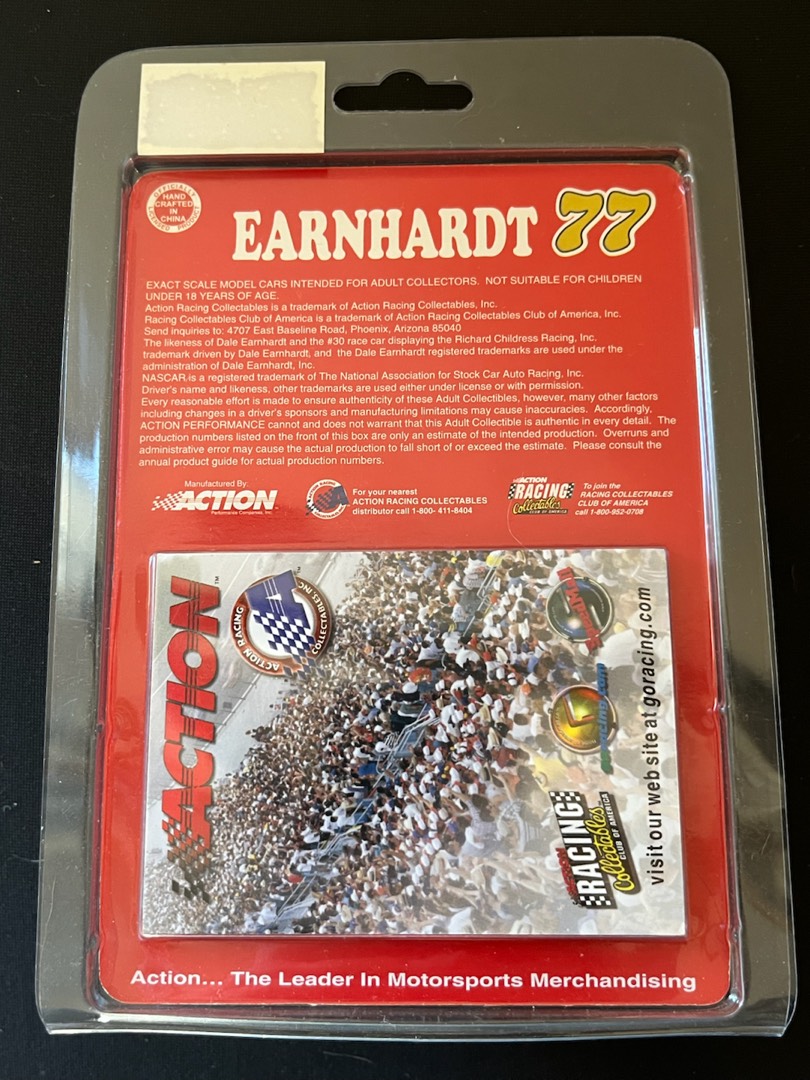 OFFICIALLY LICENSED PRODUCT
HAND
CRAFTED
IN
CHINA
EARNHARDT 77
EXACT SCALE MODEL CARS INTENDED FOR ADULT COLLECTORS. NOT SUITABLE FOR CHILDREN
UNDER 18 YEARS OF AGE.
Action Racing Collectables is a trademark of Action Racing Collectables, Inc.
Racing Collectables Club of America is a trademark of Action Racing Collectables Club of America, Inc.
Send inquiries to: 4707 East Baseline Road, Phoenix, Arizona 85040
The likeness of Dale Earnhardt and the #30 race car displaying the Richard Childress Racing, Inc.
trademark driven by Dale Earnhardt, and the Dale Earnhardt registered trademarks are used under the
administration of Dale Earnhardt, Inc.
NASCAR is a registered trademark of The National Association for Stock Car Auto Racing, Inc.
Driver's name and likeness, other trademarks are used either under license or with permission.
Every reasonable effort is made to ensure authenticity of these Adult Collectibles, however, many other factors
including changes in a driver's sponsors and manufacturing limitations may cause inaccuracies. Accordingly,
ACTION PERFORMANCE cannot and does not warrant that this Adult Collectible is authentic in every detail. The
production numbers listed on the front of this box are only an estimate of the intended production. Overruns and
administrative error may cause the actual production to fall short of or exceed the estimate. Please consult the
annual product guide for actual production numbers.
Manufactured By:
ACTION
Performance Companies, Inc.
For your nearest
ACTION RACING COLLECTABLES
distributor call 1-800- 411-8404
ACTION
RACING
Collectables
CLUB OF AMERICA
To join the
RACING COLLECTABLES
CLUB OF AMERICA
call 1-800-952-0708
ACTION™
ACTION RACING
COLLECTABLES INC.™
goracing.com
ACTION
RACING
Collectables
CLUB OF AMERICA
visit our web site at goracing.com
Action... The Leader In Motorsports Merchandising